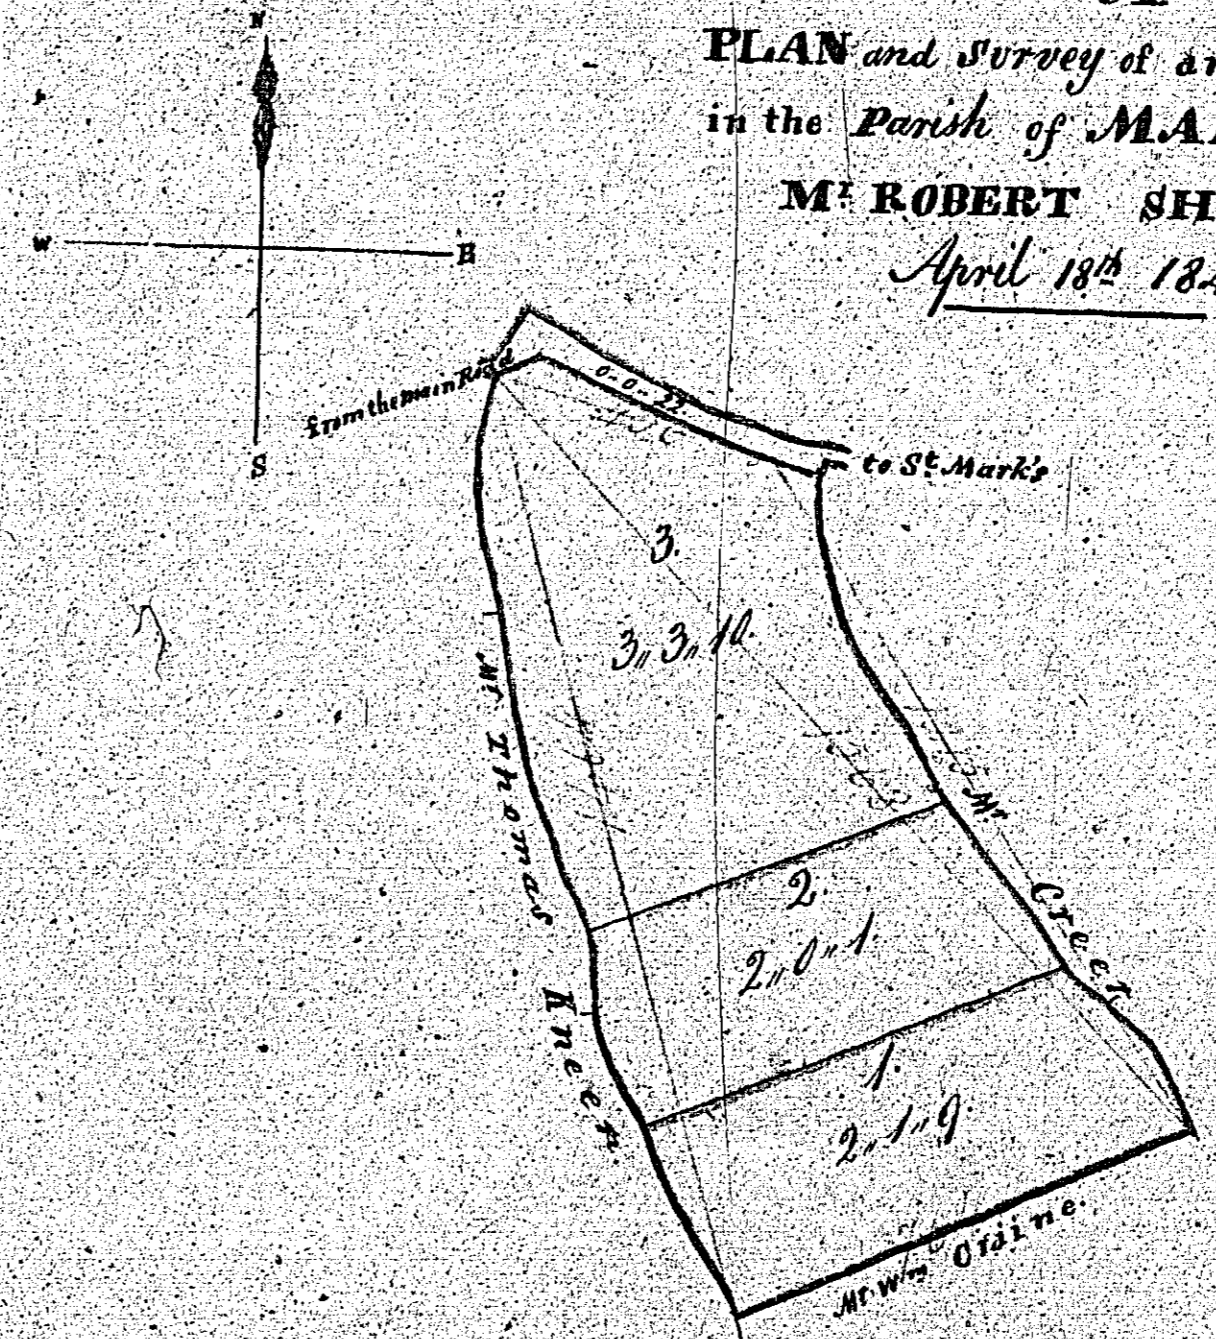 N
PLAN and Survey of
in the Parish of MA
Mr ROBERT SH
April 18th 18
W E
S
from the main Road
0-0-22
to St Mark's
3.
3,,3,,10.
Mr Thomas Kneen
Mr Creer
2.
2,,0,,1.
1.
2,,1,,9.
Mr. Wm